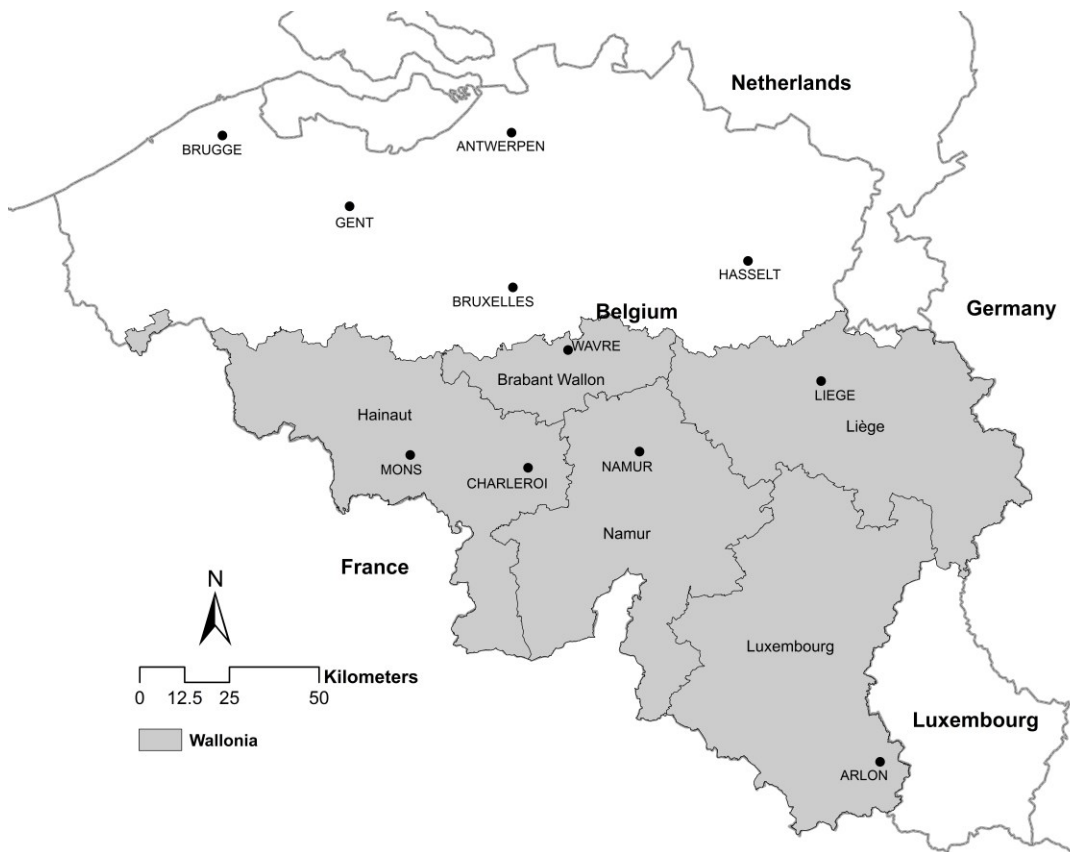 Netherlands
BRUGGE
ANTWERPEN
GENT
HASSELT
BRUXELLES
Belgium
Germany
WAVRE
Brabant Wallon
LIEGE
Hainaut
Liège
MONS
CHARLEROI
NAMUR
Namur
France
N
Luxembourg
Kilometers
0 12.5 25 50
Luxembourg
Wallonia
ARLON